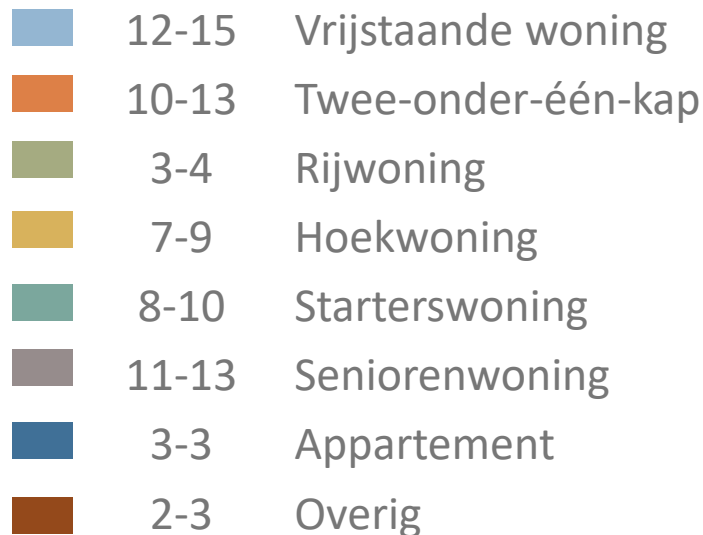 12-15 Vrijstaande woning
10-13 Twee-onder-één-kap
3-4 Rijwoning
7-9 Hoekwoning
8-10 Starterswoning
11-13 Seniorenwoning
3-3 Appartement
2-3 Overig